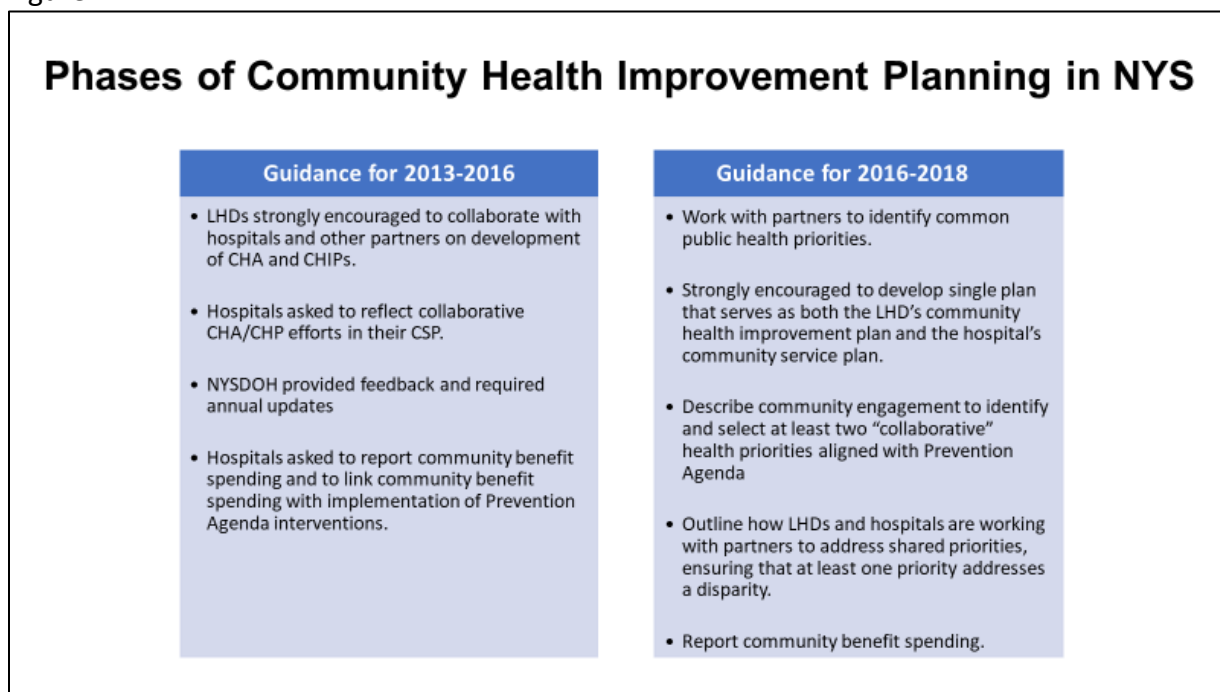 Phases of Community Health Improvement Planning in NYS
Guidance for 2013-2016
• LHDs strongly encouraged to collaborate with
hospitals and other partners on development
of CHA and CHIPs.
• Hospitals asked to reflect collaborative
CHA/CHP efforts in their CSP.
• NYSDOH provided feedback and required
annual updates
• Hospitals asked to report community benefit
spending and to link community benefit
spending with implementation of Prevention
Agenda interventions.
Guidance for 2016-2018
• Work with partners to identify common
public health priorities.
• Strongly encouraged to develop single plan
that serves as both the LHD’s community
health improvement plan and the hospital’s
community service plan.
• Describe community engagement to identify
and select at least two “collaborative”
health priorities aligned with Prevention
Agenda
• Outline how LHDs and hospitals are working
with partners to address shared priorities,
ensuring that at least one priority addresses
a disparity.
• Report community benefit spending.